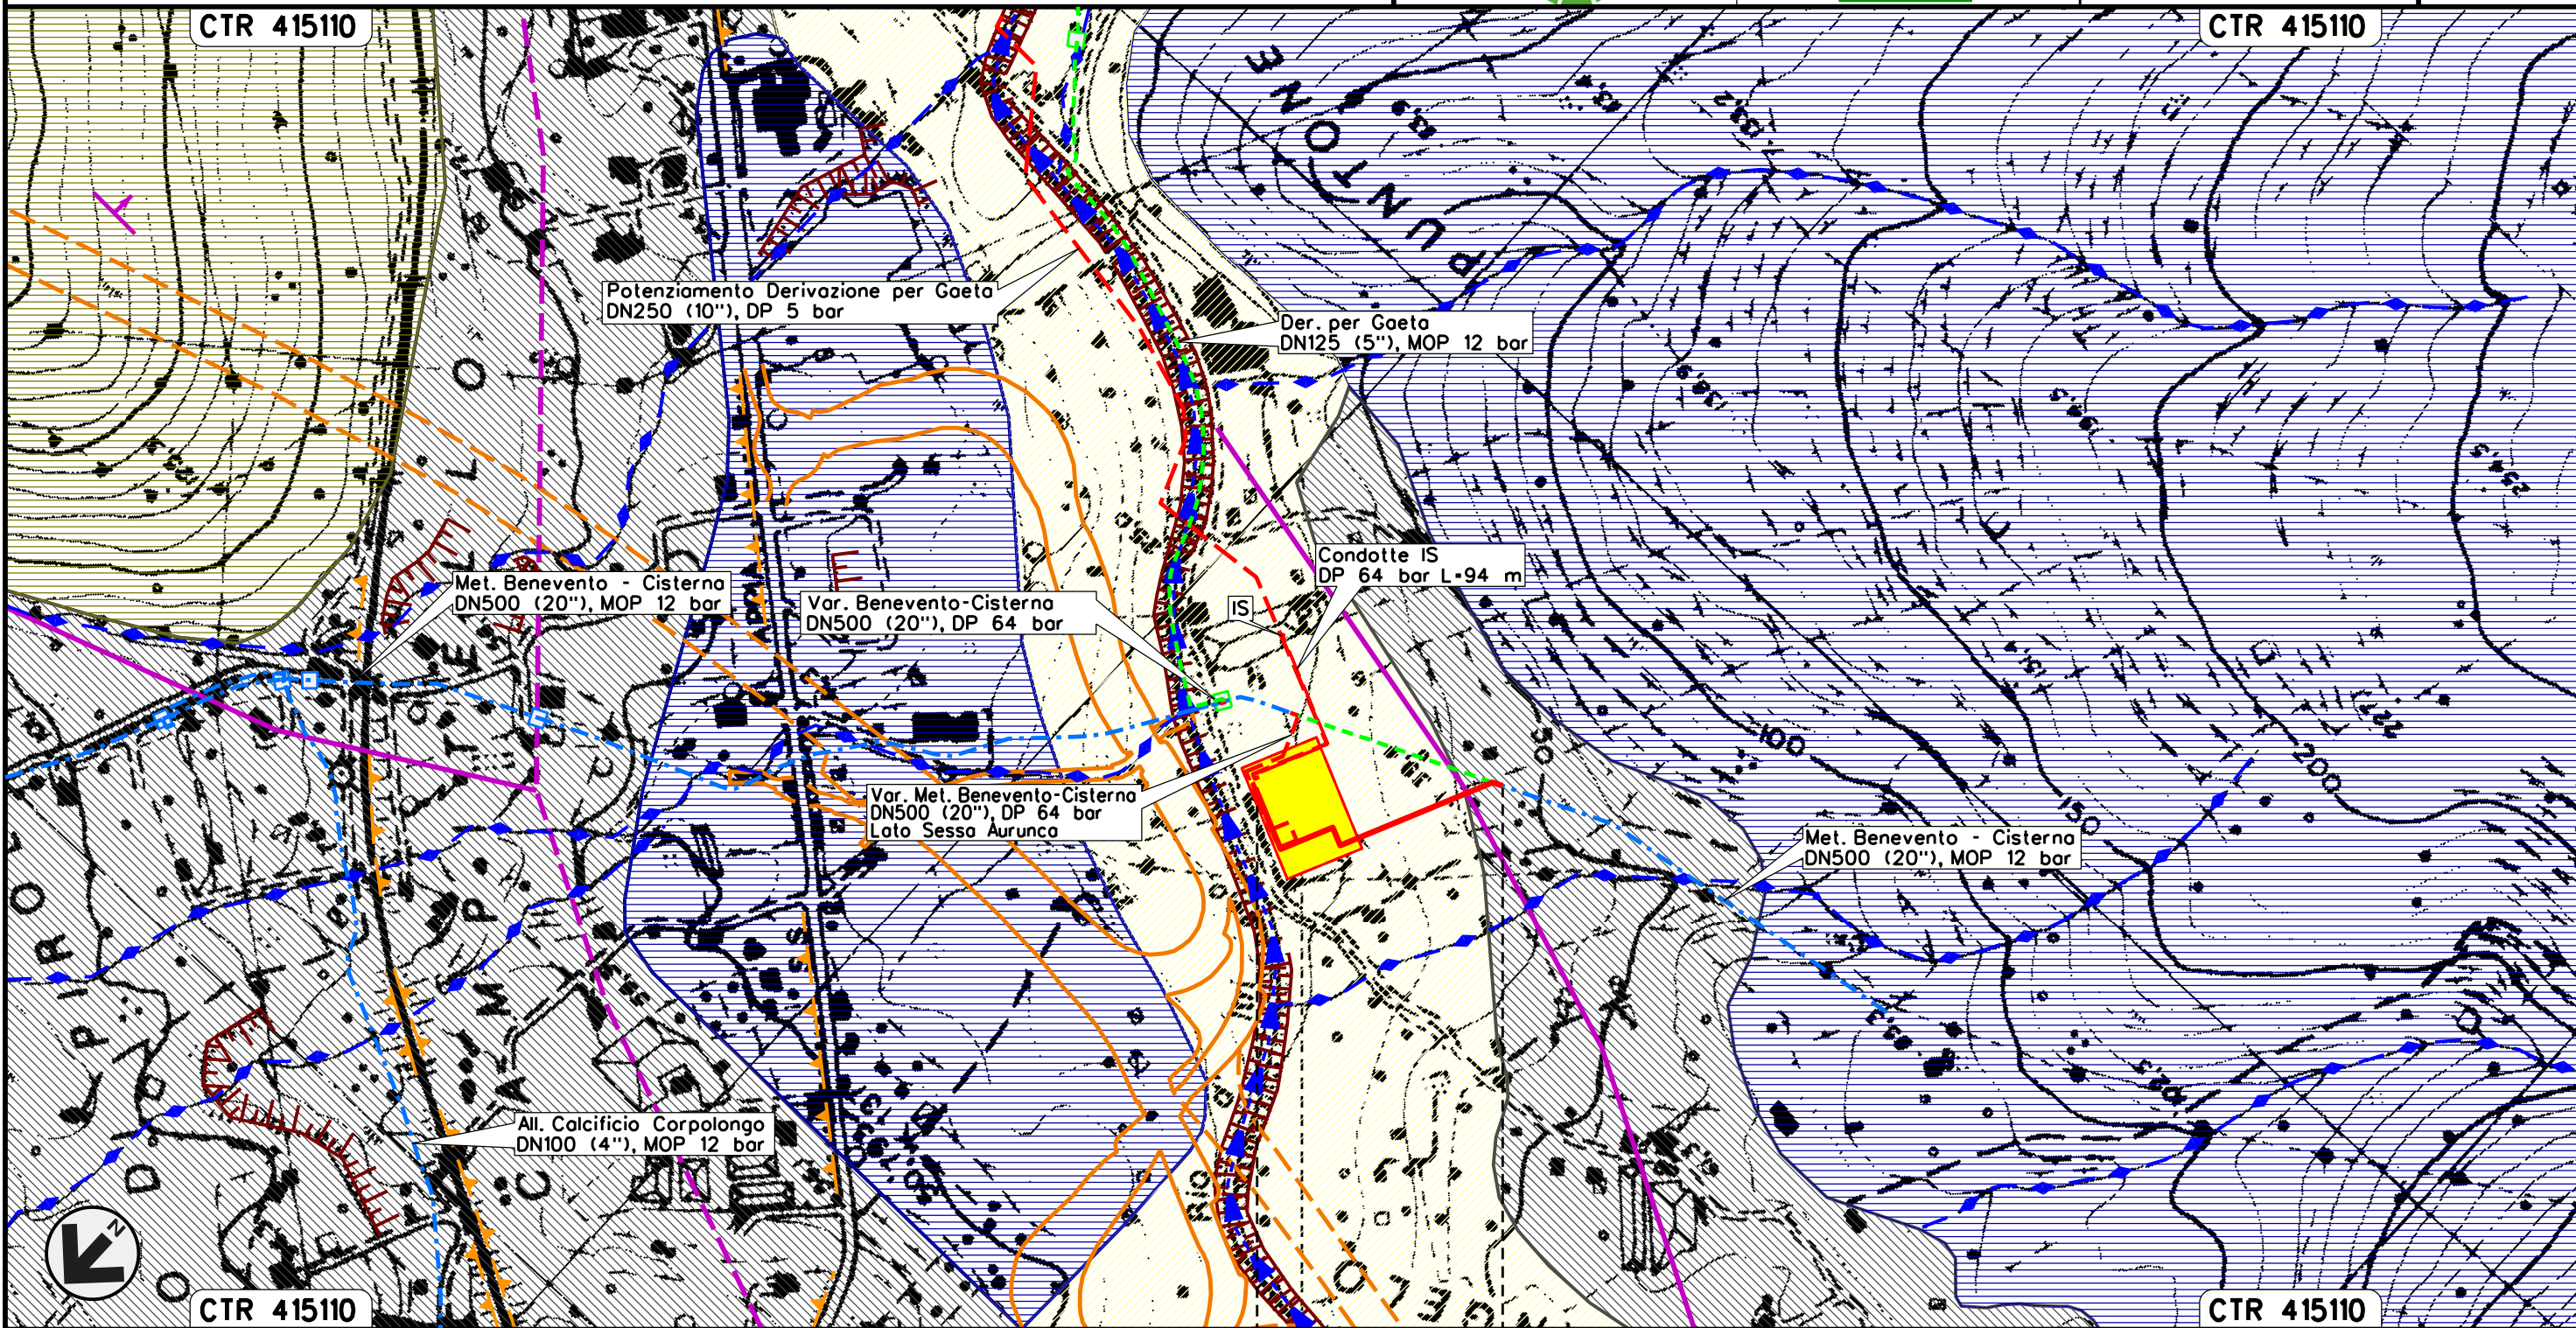 CTR 415110
CTR 415110
Potenziamento Derivazione per Gaeta
DN250 (10"), DP 5 bar
Der. per Gaeta
DN125 (5"), MOP 12 bar
Condotte IS
DP 64 bar L=94 m
Met. Benevento - Cisterna
DN500 (20"), MOP 12 bar
Var. Benevento-Cisterna
DN500 (20"), DP 64 bar
IS
100
Var. Met. Benevento-Cisterna
DN500 (20"), DP 64 bar
Lato Sessa Aurunca
200
150
Met. Benevento - Cisterna
DN500 (20"), MOP 12 bar
All. Calcificio Corpolongo
DN100 (4"), MOP 12 bar
Rio
N
CTR 415110
CTR 415110